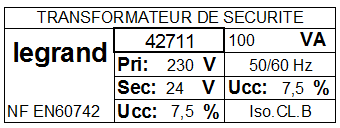 TRANSFORMATEUR DE SECURITE
legrand
42711
100 VA
Pri: 230 V
50/60 Hz
Sec: 24 V
Ucc: 7,5 %
NF EN60742
Ucc: 7,5 %
Iso.CL.B